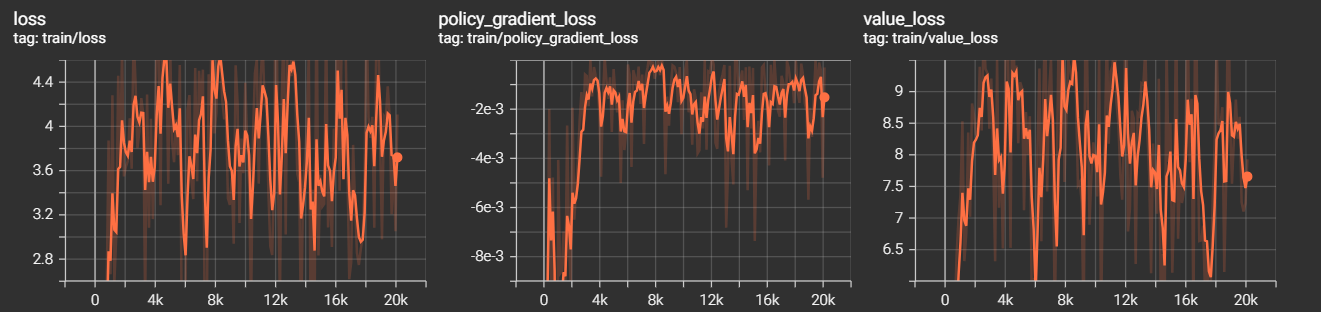 loss
tag: train/loss
4.4
4
3.6
3.2
2.8
0 4k 8k 12k 16k 20k
policy_gradient_loss
tag: train/policy_gradient_loss
-2e-3
-4e-3
-6e-3
-8e-3
0 4k 8k 12k 16k 20k
value_loss
tag: train/value_loss
9
8.5
8
7.5
7
6.5
0 4k 8k 12k 16k 20k